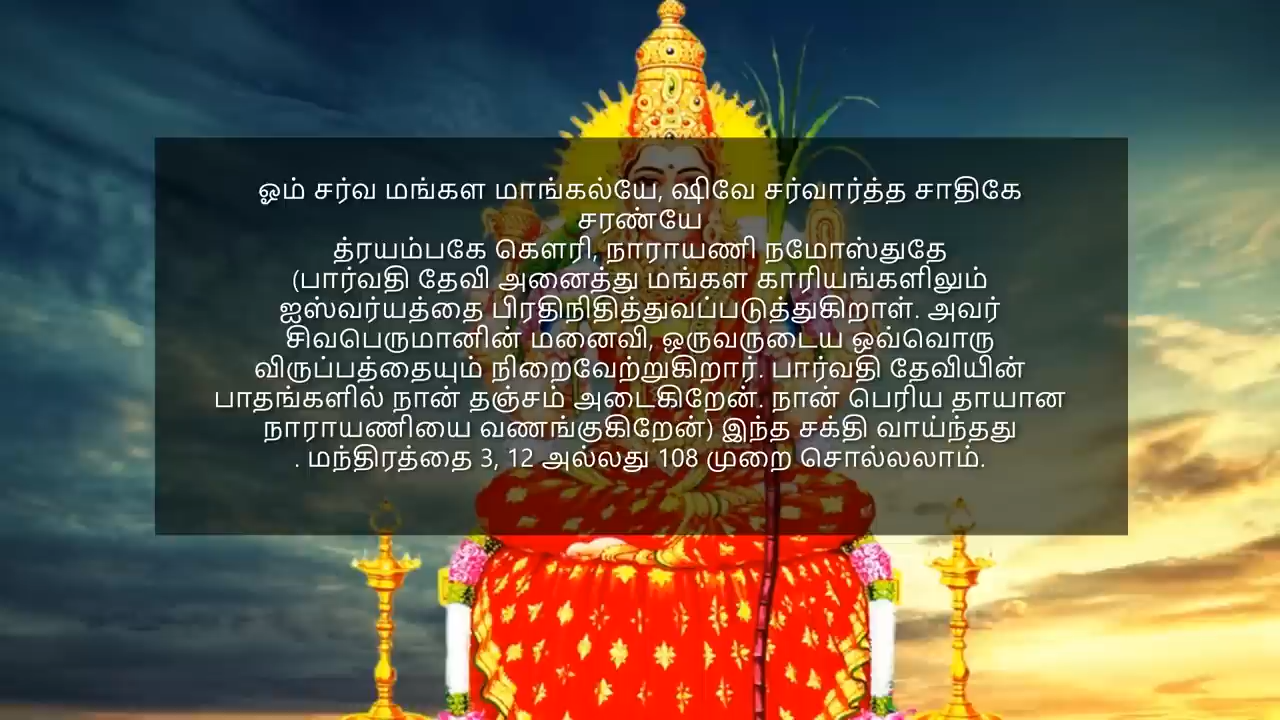 ஓம் சர்வ மங்கள மாங்கல்யே, ஷிவே சர்வார்த்த சாதிகே
சரண்யே
த்ரயம்பகே கௌரி, நாராயணி நமோஸ்துதே
(பார்வதி தேவி அனைத்து மங்கள காரியங்களிலும்
ஐஸ்வர்யத்தை பிரதிநிதித்துவப்படுத்துகிறாள். அவர்
சிவபெருமானின் மனைவி, ஒருவருடைய ஒவ்வொரு
விருப்பத்தையும் நிறைவேற்றுகிறார். பார்வதி தேவியின்
பாதங்களில் நான் தஞ்சம் அடைகிறேன். நான் பெரிய தாயான
நாராயணியை வணங்குகிறேன்) இந்த சக்தி வாய்ந்தது
. மந்திரத்தை 3, 12 அல்லது 108 முறை சொல்லலாம்.